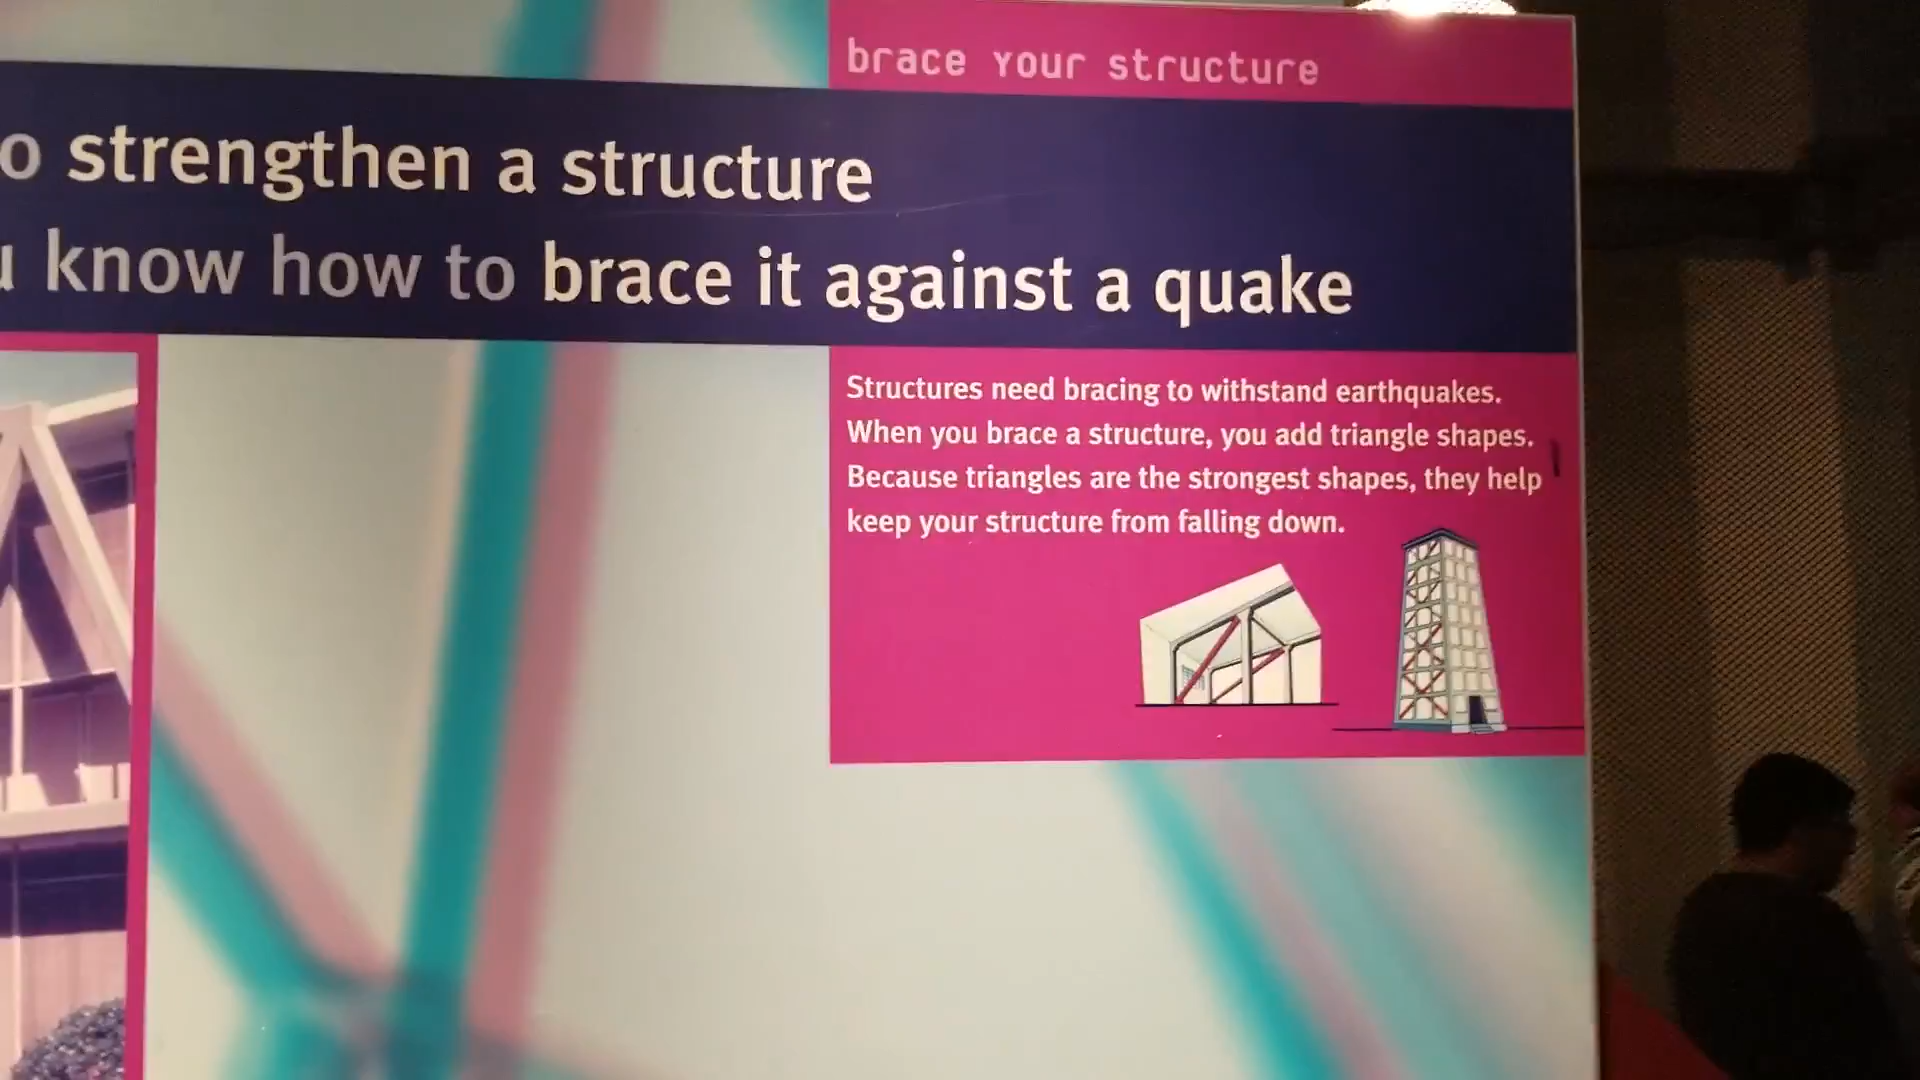 brace your structure
strengthen a structure
know how to brace it against a quake
Structures need bracing to withstand earthquakes.
When you brace a structure, you add triangle shapes.
Because triangles are the strongest shapes, they help
keep your structure from falling down.